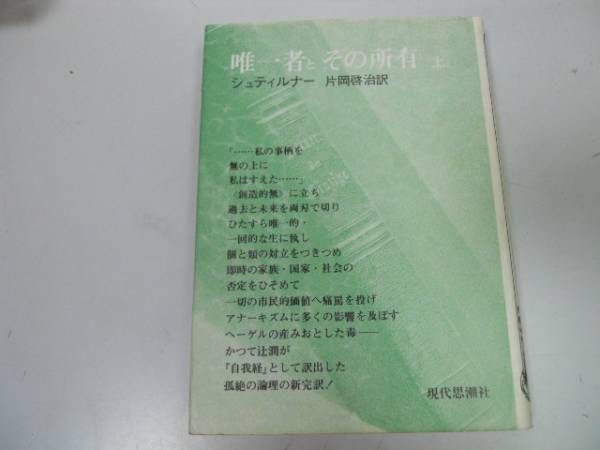 唯一者とその所有 上
シュティルナー 片岡啓治訳
「……私の事柄を
無の上に
私はすえた……」
〈創造的無〉に立ち
過去と未来を両刃で切り
ひたすら唯一的・
一回的な生に執し
個と類の対立をつきつめ
即時の家族・国家・社会の
否定をひそめて
一切の市民的価値へ痛罵を投げ
アナーキズムに多くの影響を及ぼす
ヘーゲルの産みおとした毒──
かつて辻潤が
『自我経』として訳出した
孤絶の論理の新完訳!
現代思潮社